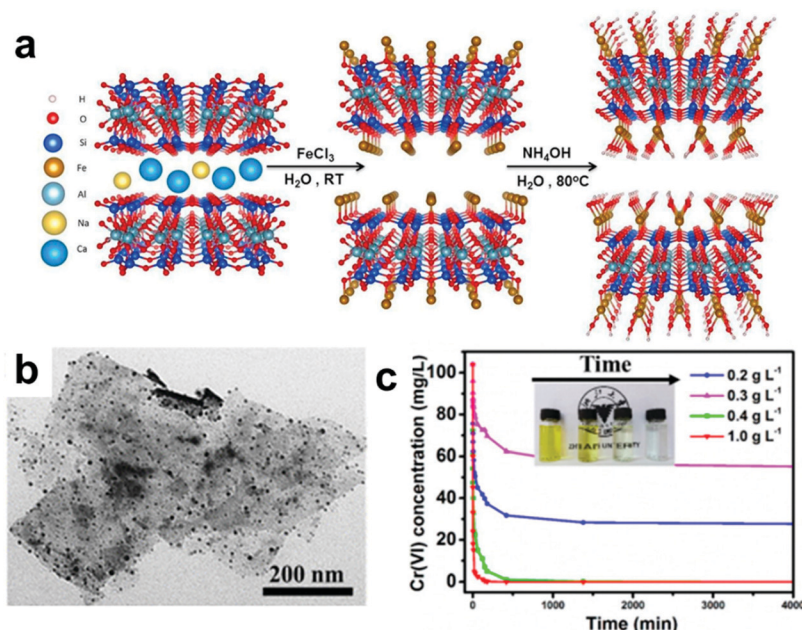 a
H
O
Si
Fe
Al
Na
Ca
FeCl₃
H₂O , RT
NH₄OH
H₂O , 80°C
b
200 nm
c
Time
0.2 g L⁻¹
0.3 g L⁻¹
0.4 g L⁻¹
1.0 g L⁻¹
Cr(VI) concentration (mg/L)
100
80
60
40
20
0
0 1000 2000 3000 4000
Time (min)